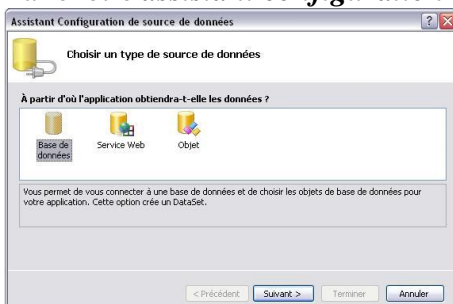 Assistant Configuration de source de données
Choisir un type de source de données
À partir d'où l'application obtiendra-t-elle les données ?
Base de données
Service Web
Objet
Vous permet de vous connecter à une base de données et de choisir les objets de base de données pour
votre application. Cette option crée un DataSet.
< Précédent
Suivant >
Terminer
Annuler